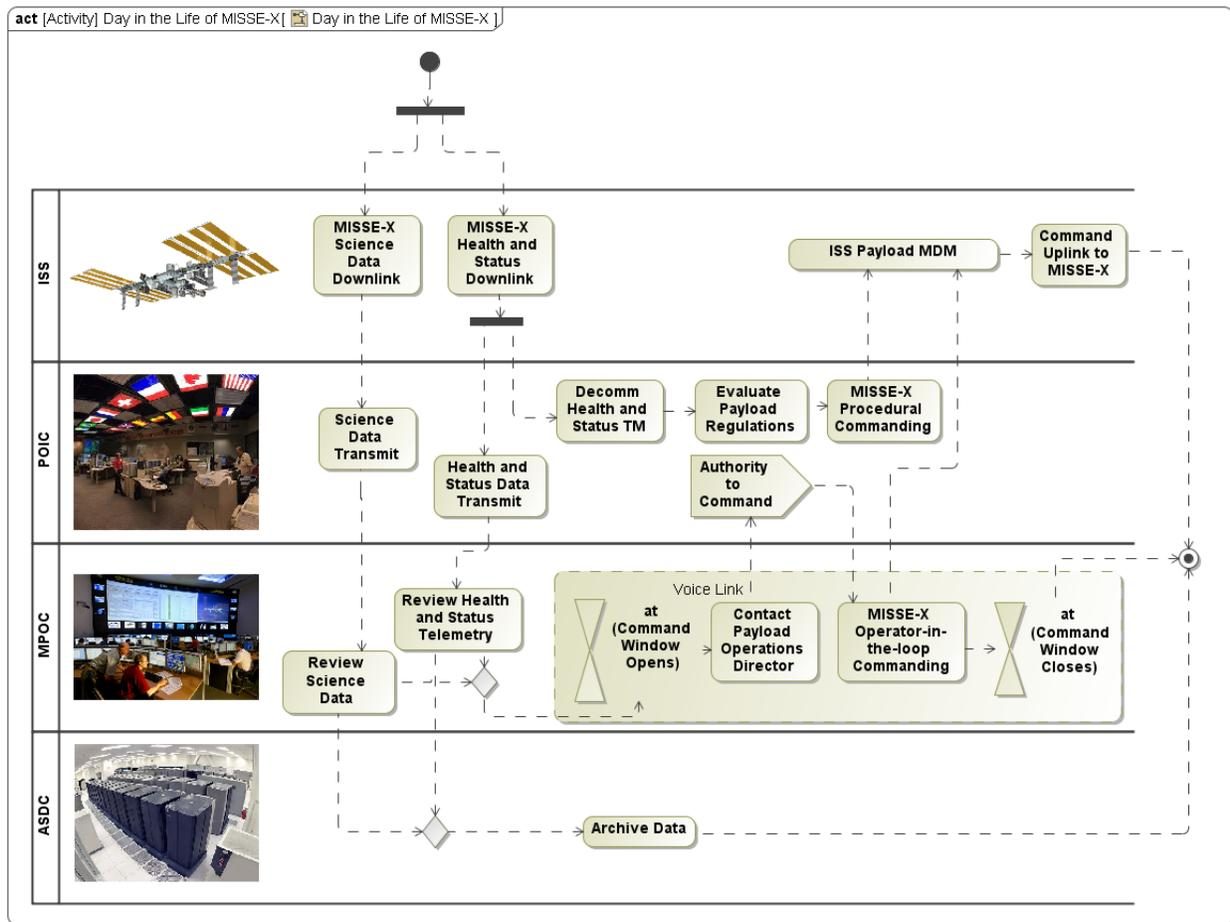 act [Activity] Day in the Life of MISSE-X[ Day in the Life of MISSE-X ]
ISS
MISSE-X
Science
Data
Downlink
MISSE-X
Health and
Status
Downlink
ISS Payload MDM
Command
Uplink to
MISSE-X
POIC
Science
Data
Transmit
Health and
Status Data
Transmit
Decomm
Health and
Status TM
Evaluate
Payload
Regulations
MISSE-X
Procedural
Commanding
Authority
to
Command
MPOC
Review Health
and Status
Telemetry
Review
Science
Data
Voice Link
at
(Command
Window
Opens)
Contact
Payload
Operations
Director
MISSE-X
Operator-in-
the-loop
Commanding
at
(Command
Window
Closes)
ASDC
Archive Data